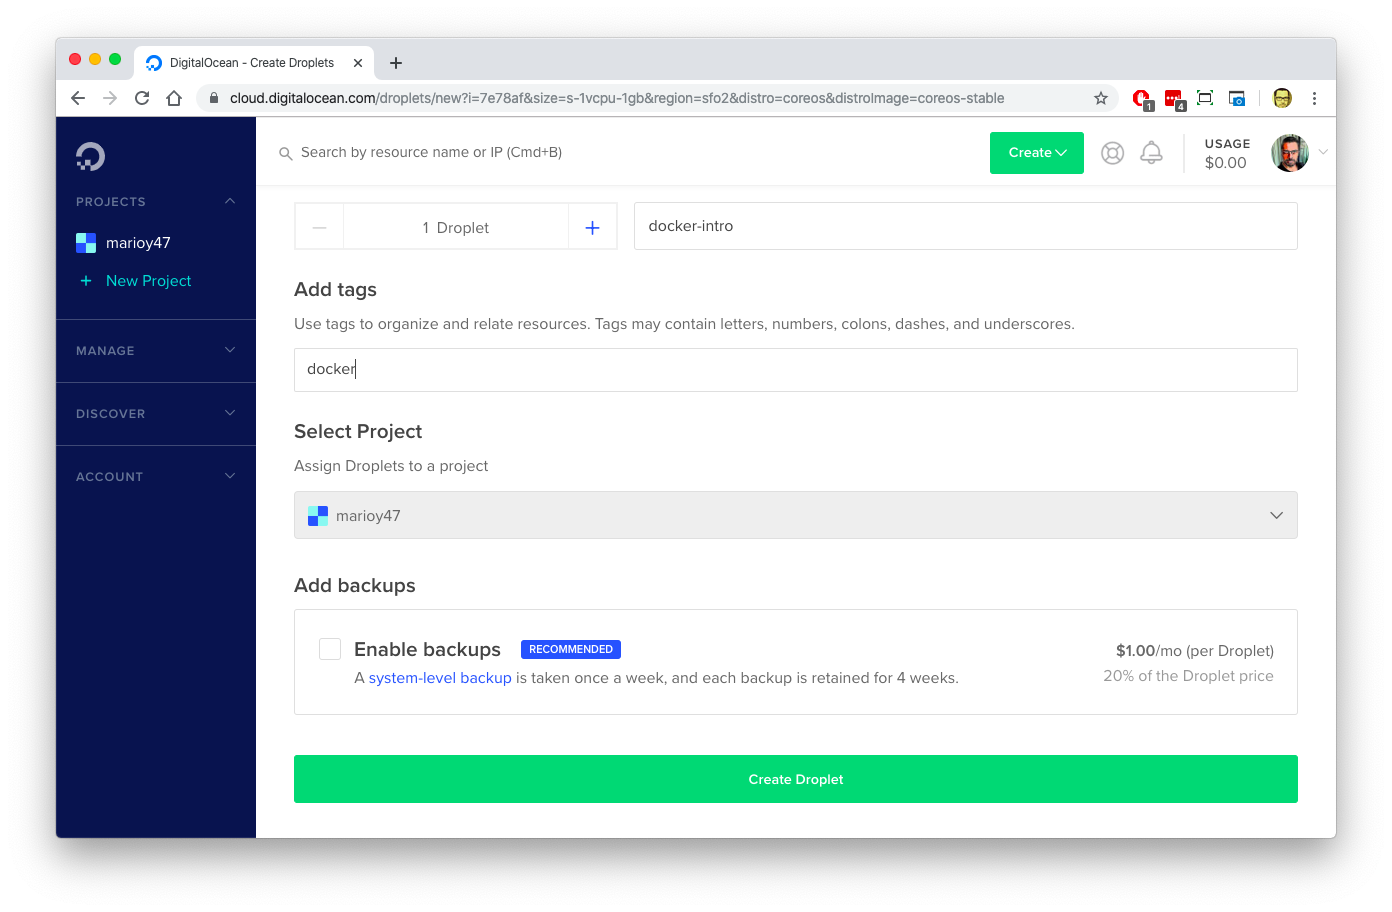 DigitalOcean - Create Droplets
cloud.digitalocean.com/droplets/new?i=7e78af&size=s-1vcpu-1gb&region=sfo2&distro=coreos&distroImage=coreos-stable
1
4
PROJECTS
marioy47
+ New Project
MANAGE
DISCOVER
ACCOUNT
Search by resource name or IP (Cmd+B)
Create
USAGE
$0.00
1 Droplet
docker-intro
Add tags
Use tags to organize and relate resources. Tags may contain letters, numbers, colons, dashes, and underscores.
docker
Select Project
Assign Droplets to a project
marioy47
Add backups
Enable backups RECOMMENDED
$1.00/mo (per Droplet)
A system-level backup is taken once a week, and each backup is retained for 4 weeks.
20% of the Droplet price
Create Droplet